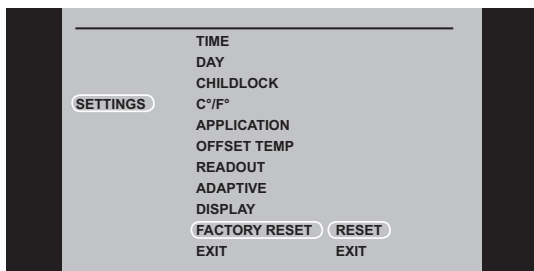 TIME
DAY
CHILDLOCK
SETTINGS C°/F°
APPLICATION
OFFSET TEMP
READOUT
ADAPTIVE
DISPLAY
FACTORY RESET RESET
EXIT EXIT